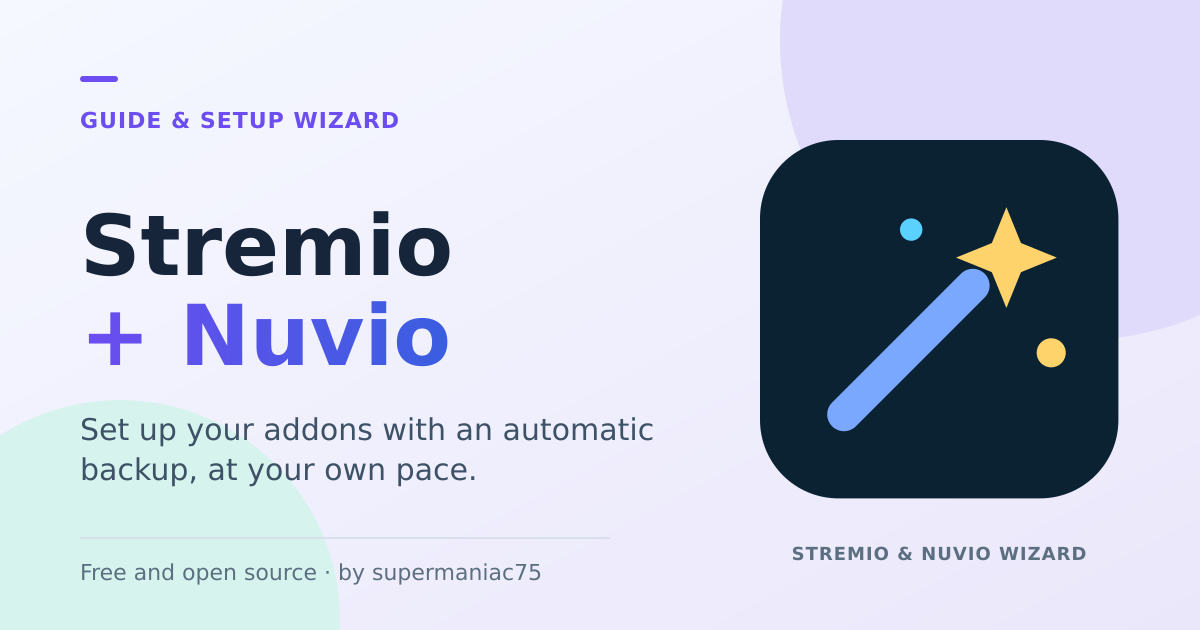 GUIDE & SETUP WIZARD
Stremio
+ Nuvio
Set up your addons with an automatic
backup, at your own pace.
Free and open source · by supermaniac75
STREMIO & NUVIO WIZARD